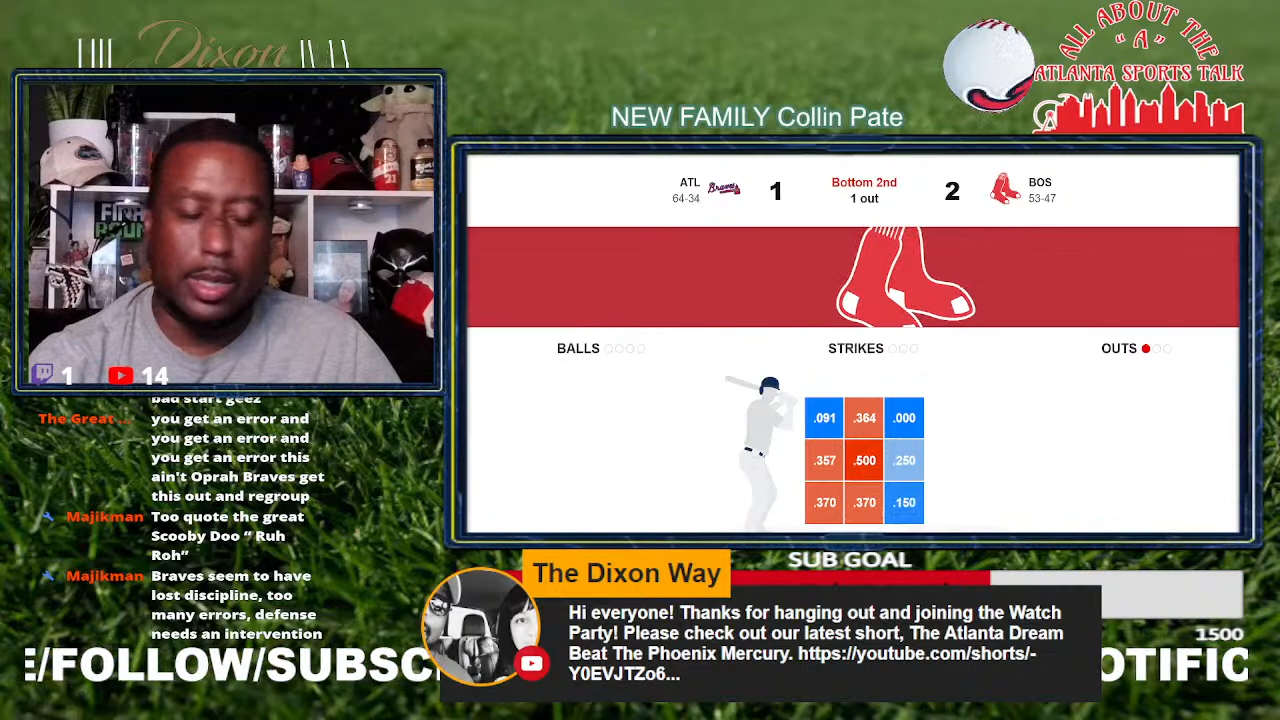 Dixon
ALL ABOUT THE
"A"
ATLANTA SPORTS TALK
NEW FAMILY Collin Pate
ATL
64-34
Braves
1
Bottom 2nd
1 out
2
BOS
53-47
BALLS
STRIKES
OUTS
.091 .364 .000
.357 .500 .250
.370 .370 .150
1
14
bad start geez
The Great ... you get an error and
you get an error and
you get an error this
ain't Oprah Braves get
this out and regroup
Majikman Too quote the great
Scooby Doo “ Ruh
Roh”
Majikman Braves seem to have
lost discipline, too
many errors, defense
needs an intervention
SUB GOAL
1500
The Dixon Way
Hi everyone! Thanks for hanging out and joining the Watch
Party! Please check out our latest short, The Atlanta Dream
Beat The Phoenix Mercury. https://youtube.com/shorts/-
Y0EVJTZo6...
E/FOLLOW/SUBSC
OTIFIC